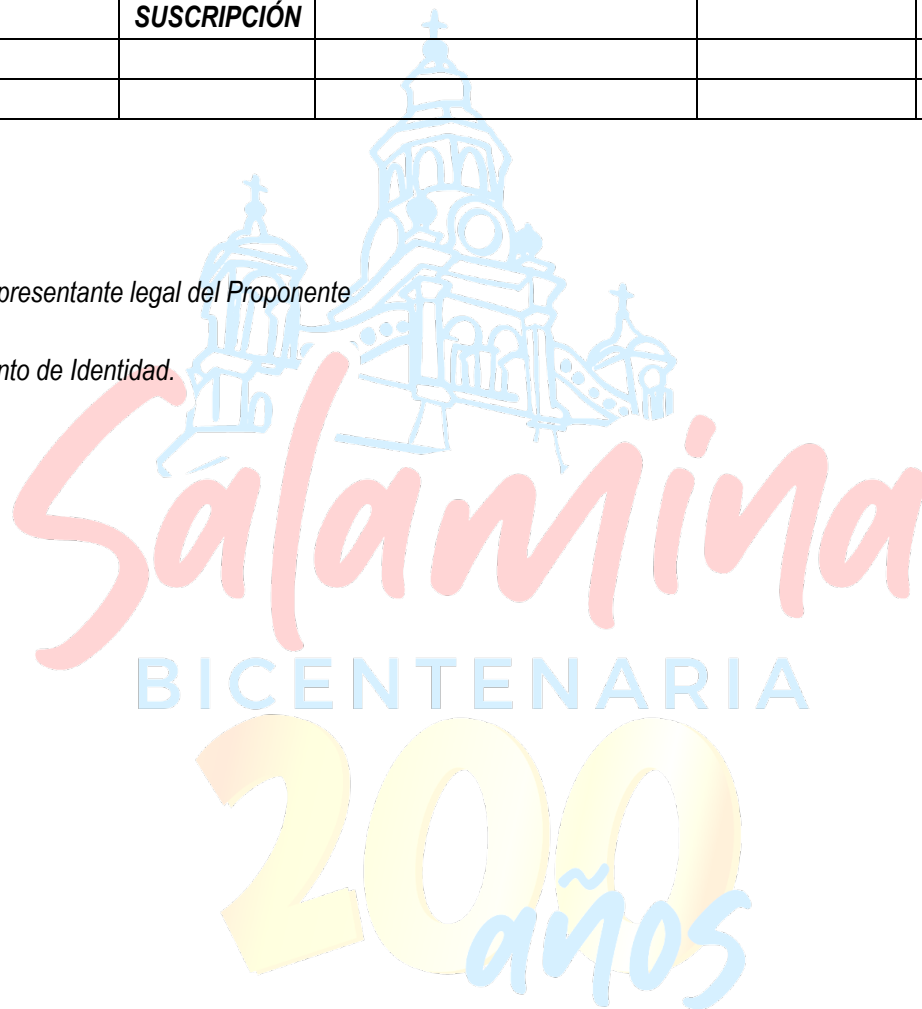 SUSCRIPCIÓN
presentante legal del Proponente
nto de Identidad.
Salamina
BICENTENARIA
200
años